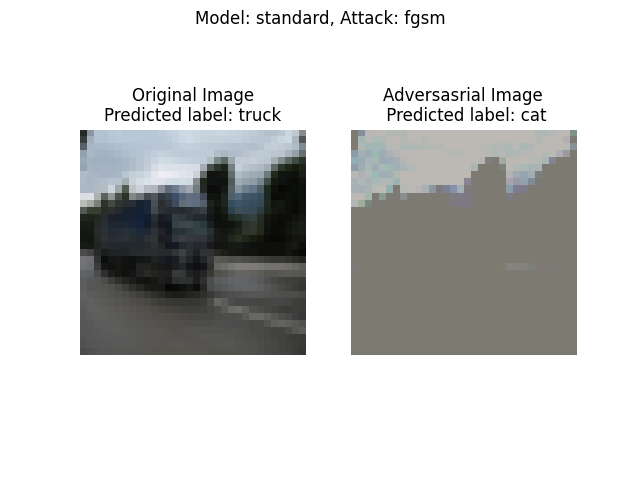 Model: standard, Attack: fgsm
Original Image
Predicted label: truck
Adversasrial Image
Predicted label: cat